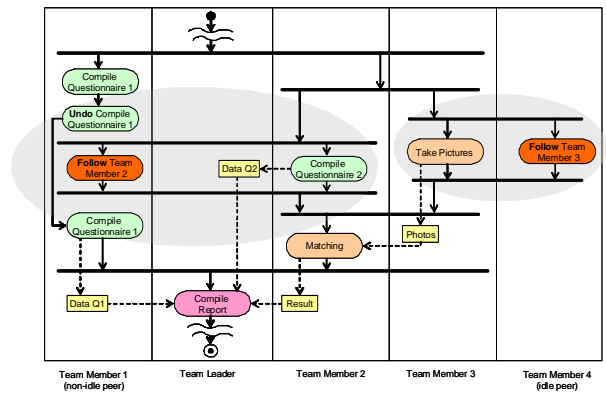 Compile
Questionnaire 1
Undo Compile
Questionnaire 1
Follow Team
Member 2
Data Q2
Compile
Questionnaire 2
Take Pictures
Follow Team
Member 3
Compile
Questionnaire 1
Photos
Matching
Data Q1
Compile
Report
Result
Team Member 1
(non-idle peer)
Team Leader
Team Member 2
Team Member 3
Team Member 4
(idle peer)